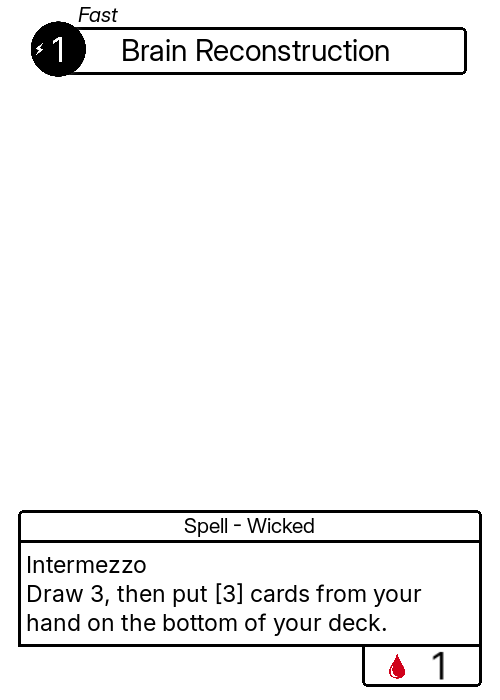 Fast
1
Brain Reconstruction
Spell - Wicked
Intermezzo
Draw 3, then put [3] cards from your
hand on the bottom of your deck.
1